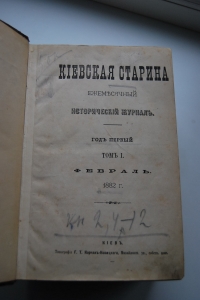 КІЕВСКАЯ СТАРИНА
ЕЖЕМѢСЯЧНЫЙ
ИСТОРИЧЕСКІЙ ЖУРНАЛЪ.
ГОДЪ ПЕРВЫЙ
ТОМЪ I.
ФЕВРАЛЬ.
1882 г.
КІЕВЪ.